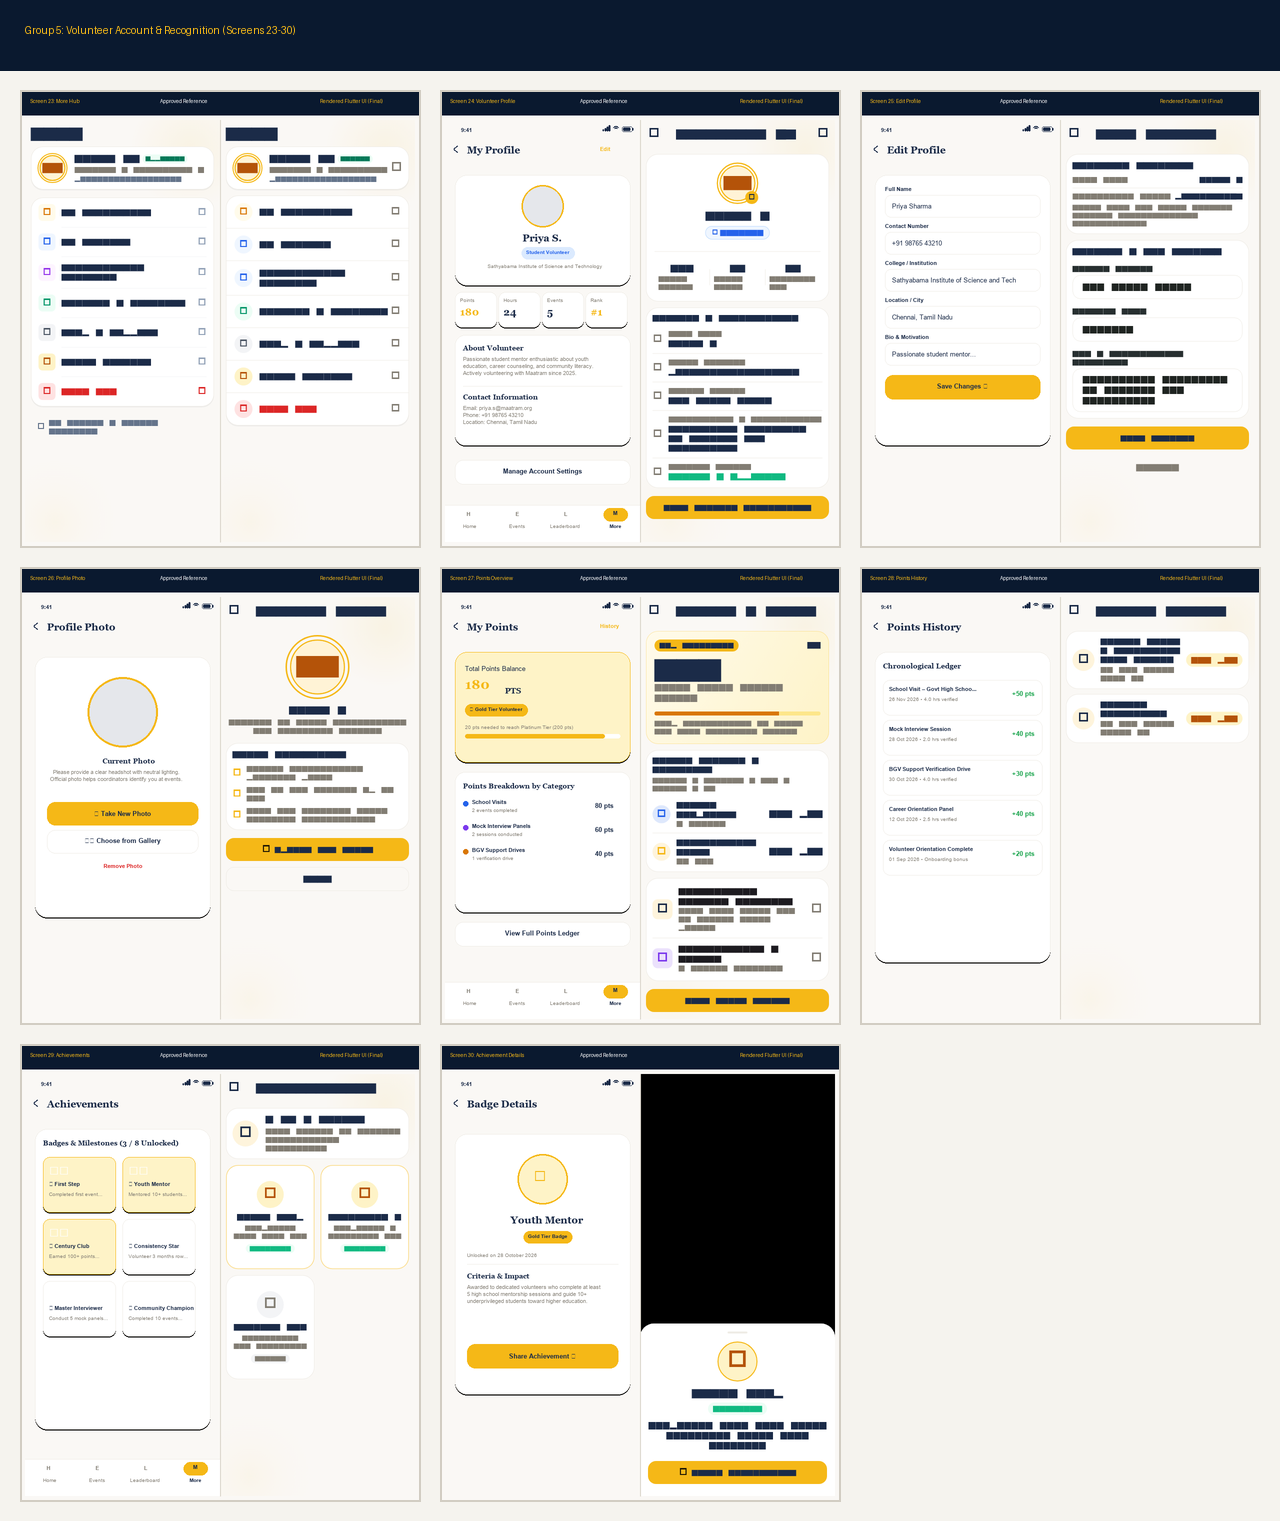 Group 5: Volunteer Account & Recognition (Screens 23-30)
Screen 23: More Hub
Approved Reference
Rendered Flutter UI (Final)
Screen 24: Volunteer Profile
Approved Reference
Rendered Flutter UI (Final)
9:41
My Profile
Edit
Priya S.
Student Volunteer
Sathyabama Institute of Science and Technology
Points
Hours
Events
Rank
180
24
5
#1
About Volunteer
Passionate student mentor enthusiastic about youth
education, career counseling, and community literacy.
Actively volunteering with Maatram since 2025.
Contact Information
Email: priya.s@maatram.org
Phone: +91 98765 43210
Location: Chennai, Tamil Nadu
Manage Account Settings
H
E
L
M
Home
Events
Leaderboard
More
Screen 25: Edit Profile
Approved Reference
Rendered Flutter UI (Final)
9:41
Edit Profile
Full Name
Priya Sharma
Contact Number
+91 98765 43210
College / Institution
Sathyabama Institute of Science and Tech
Location / City
Chennai, Tamil Nadu
Bio & Motivation
Passionate student mentor...
Save Changes
Screen 26: Profile Photo
Approved Reference
Rendered Flutter UI (Final)
9:41
Profile Photo
Current Photo
Please provide a clear headshot with neutral lighting.
Official photo helps coordinators identify you at events.
Take New Photo
Choose from Gallery
Remove Photo
Screen 27: Points Overview
Approved Reference
Rendered Flutter UI (Final)
9:41
My Points
History
Total Points Balance
180 PTS
Gold Tier Volunteer
20 pts needed to reach Platinum Tier (200 pts)
Points Breakdown by Category
School Visits
2 events completed
80 pts
Mock Interview Panels
2 sessions conducted
60 pts
BGV Support Drives
1 verification drive
40 pts
View Full Points Ledger
H
E
L
M
Home
Events
Leaderboard
More
Screen 28: Points History
Approved Reference
Rendered Flutter UI (Final)
9:41
Points History
Chronological Ledger
School Visit – Govt High Schoo...
28 Nov 2026 • 4.0 hrs verified
+50 pts
Mock Interview Session
28 Oct 2026 • 2.0 hrs verified
+40 pts
BGV Support Verification Drive
30 Oct 2026 • 4.0 hrs verified
+30 pts
Career Orientation Panel
12 Oct 2026 • 2.5 hrs verified
+40 pts
Volunteer Orientation Complete
01 Sep 2026 • Onboarding bonus
+20 pts
Screen 29: Achievements
Approved Reference
Rendered Flutter UI (Final)
9:41
Achievements
Badges & Milestones (3 / 8 Unlocked)
First Step
Completed first event...
Youth Mentor
Mentored 10+ students...
Century Club
Earned 100+ points...
Consistency Star
Volunteer 3 months row...
Master Interviewer
Conduct 5 mock panels...
Community Champion
Completed 10 events...
H
E
L
M
Home
Events
Leaderboard
More
Screen 30: Achievement Details
Approved Reference
Rendered Flutter UI (Final)
9:41
Badge Details
Youth Mentor
Gold Tier Badge
Unlocked on 28 October 2026
Criteria & Impact
Awarded to dedicated volunteers who complete at least
5 high school mentorship sessions and guide 10+
underprivileged students toward higher education.
Share Achievement